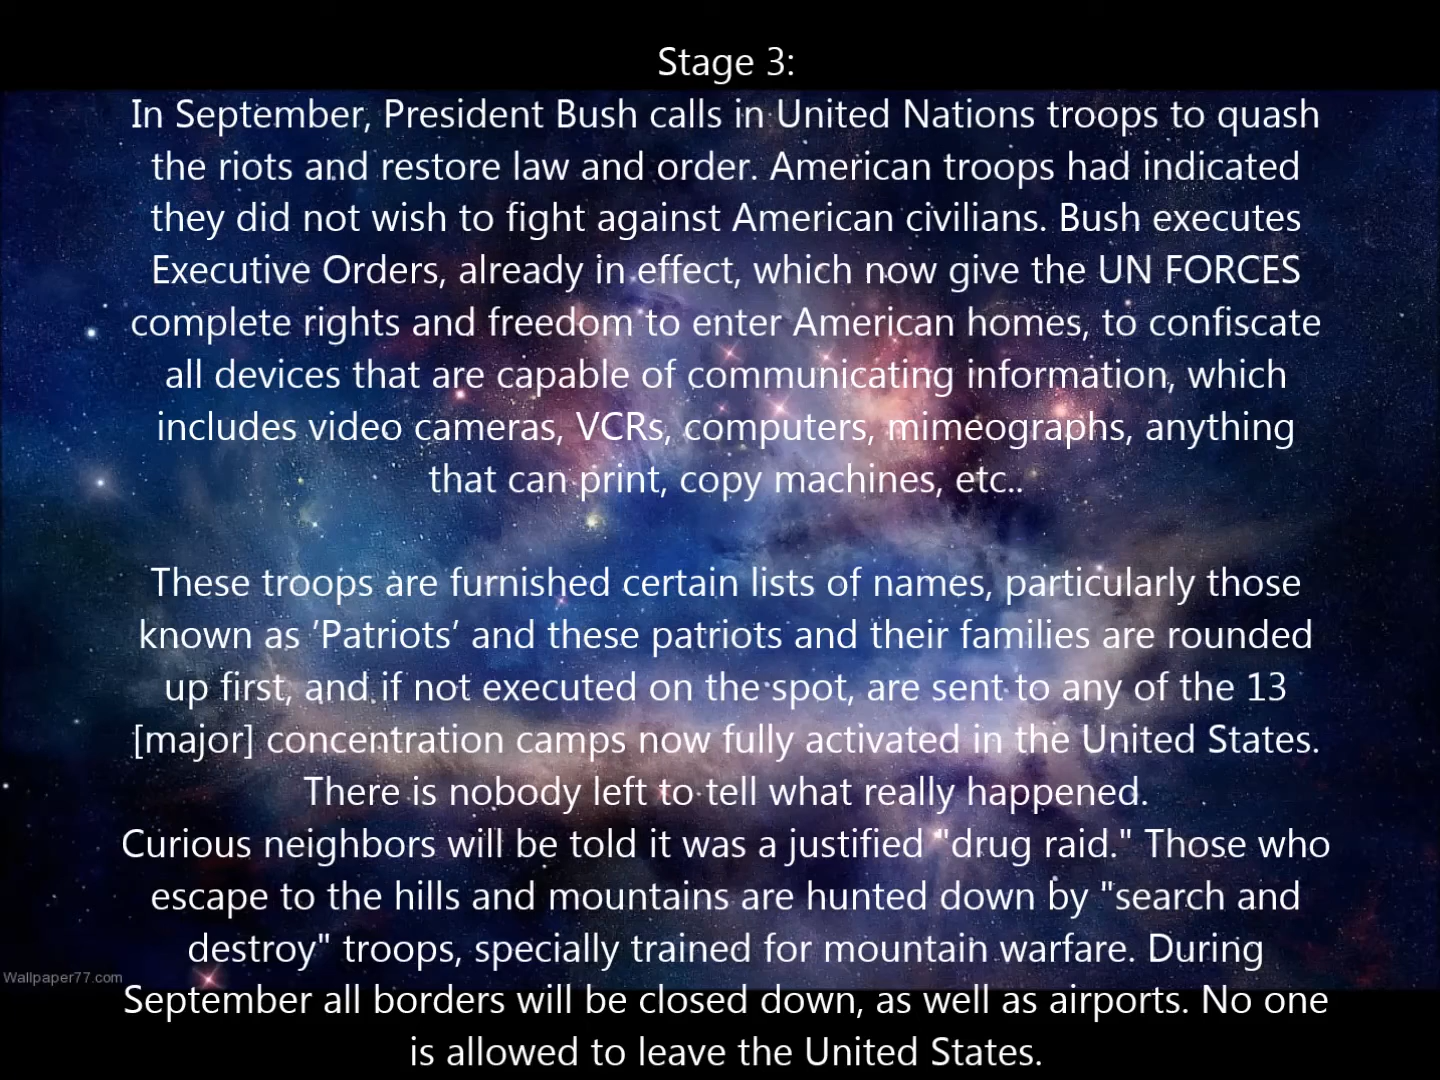 Stage 3:
In September, President Bush calls in United Nations troops to quash
the riots and restore law and order. American troops had indicated
they did not wish to fight against American civilians. Bush executes
Executive Orders, already in effect, which now give the UN FORCES
complete rights and freedom to enter American homes, to confiscate
all devices that are capable of communicating information, which
includes video cameras, VCRs, computers, mimeographs, anything
that can print, copy machines, etc..
These troops are furnished certain lists of names, particularly those
known as ’Patriots’ and these patriots and their families are rounded
up first, and if not executed on the spot, are sent to any of the 13
[major] concentration camps now fully activated in the United States.
There is nobody left to tell what really happened.
Curious neighbors will be told it was a justified "drug raid." Those who
escape to the hills and mountains are hunted down by "search and
destroy" troops, specially trained for mountain warfare. During
Wallpaper77.com
September all borders will be closed down, as well as airports. No one
is allowed to leave the United States.